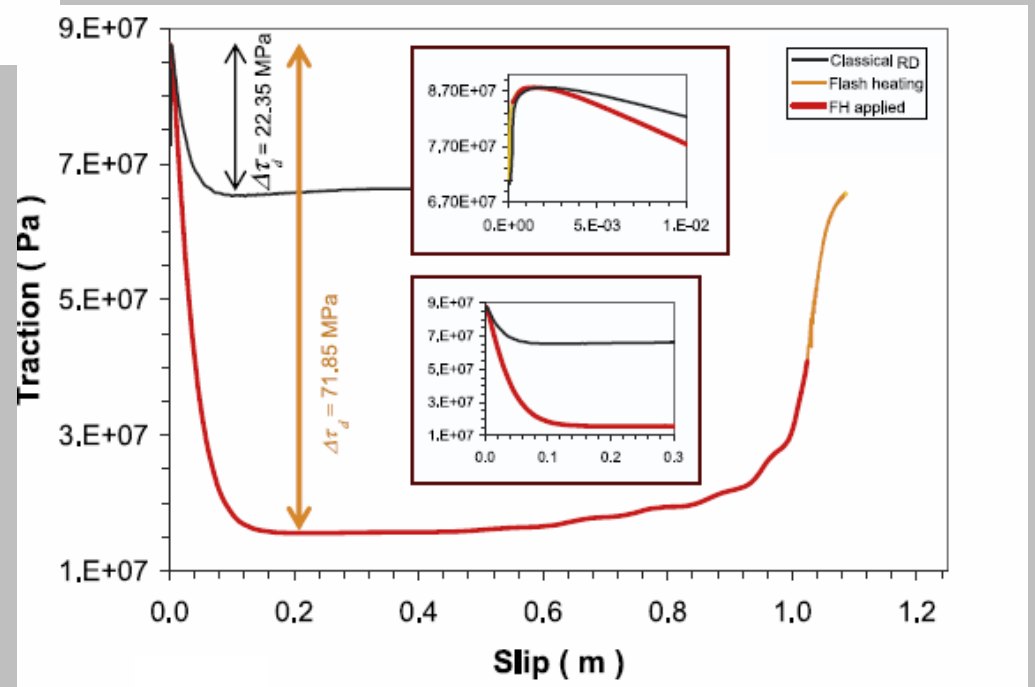 9.E+07
7.E+07
5.E+07
3.E+07
1.E+07
Traction ( Pa )
0.0
0.2
0.4
0.6
0.8
1.0
1.2
Slip ( m )
Δτd = 22.35 MPa
Δτd = 71.85 MPa
8.70E+07
7.70E+07
6.70E+07
0.E+00
5.E-03
1.E-02
9.E+07
7.E+07
5.E+07
3.E+07
1.E+07
0.0
0.1
0.2
0.3
Classical RD
Flash heating
FH applied